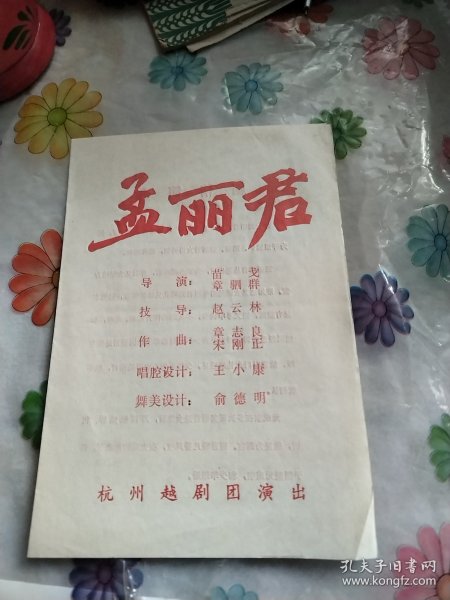 孟丽君
导 演：苗 戈
章驷群
技 导：赵云林
作 曲：章志良
宋刚正
唱腔设计：王小康
舞美设计：俞德明
杭州越剧团演出
孔夫子旧书网
www.kongfz.com